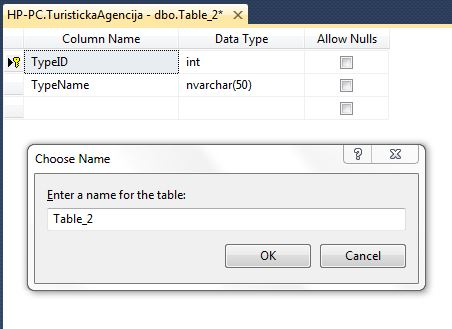 HP-PC.TuristickaAgencija - dbo.Table_2* ×
Column Name Data Type Allow Nulls
TypeID int
TypeName nvarchar(50)
Choose Name
Enter a name for the table:
Table_2
OK Cancel